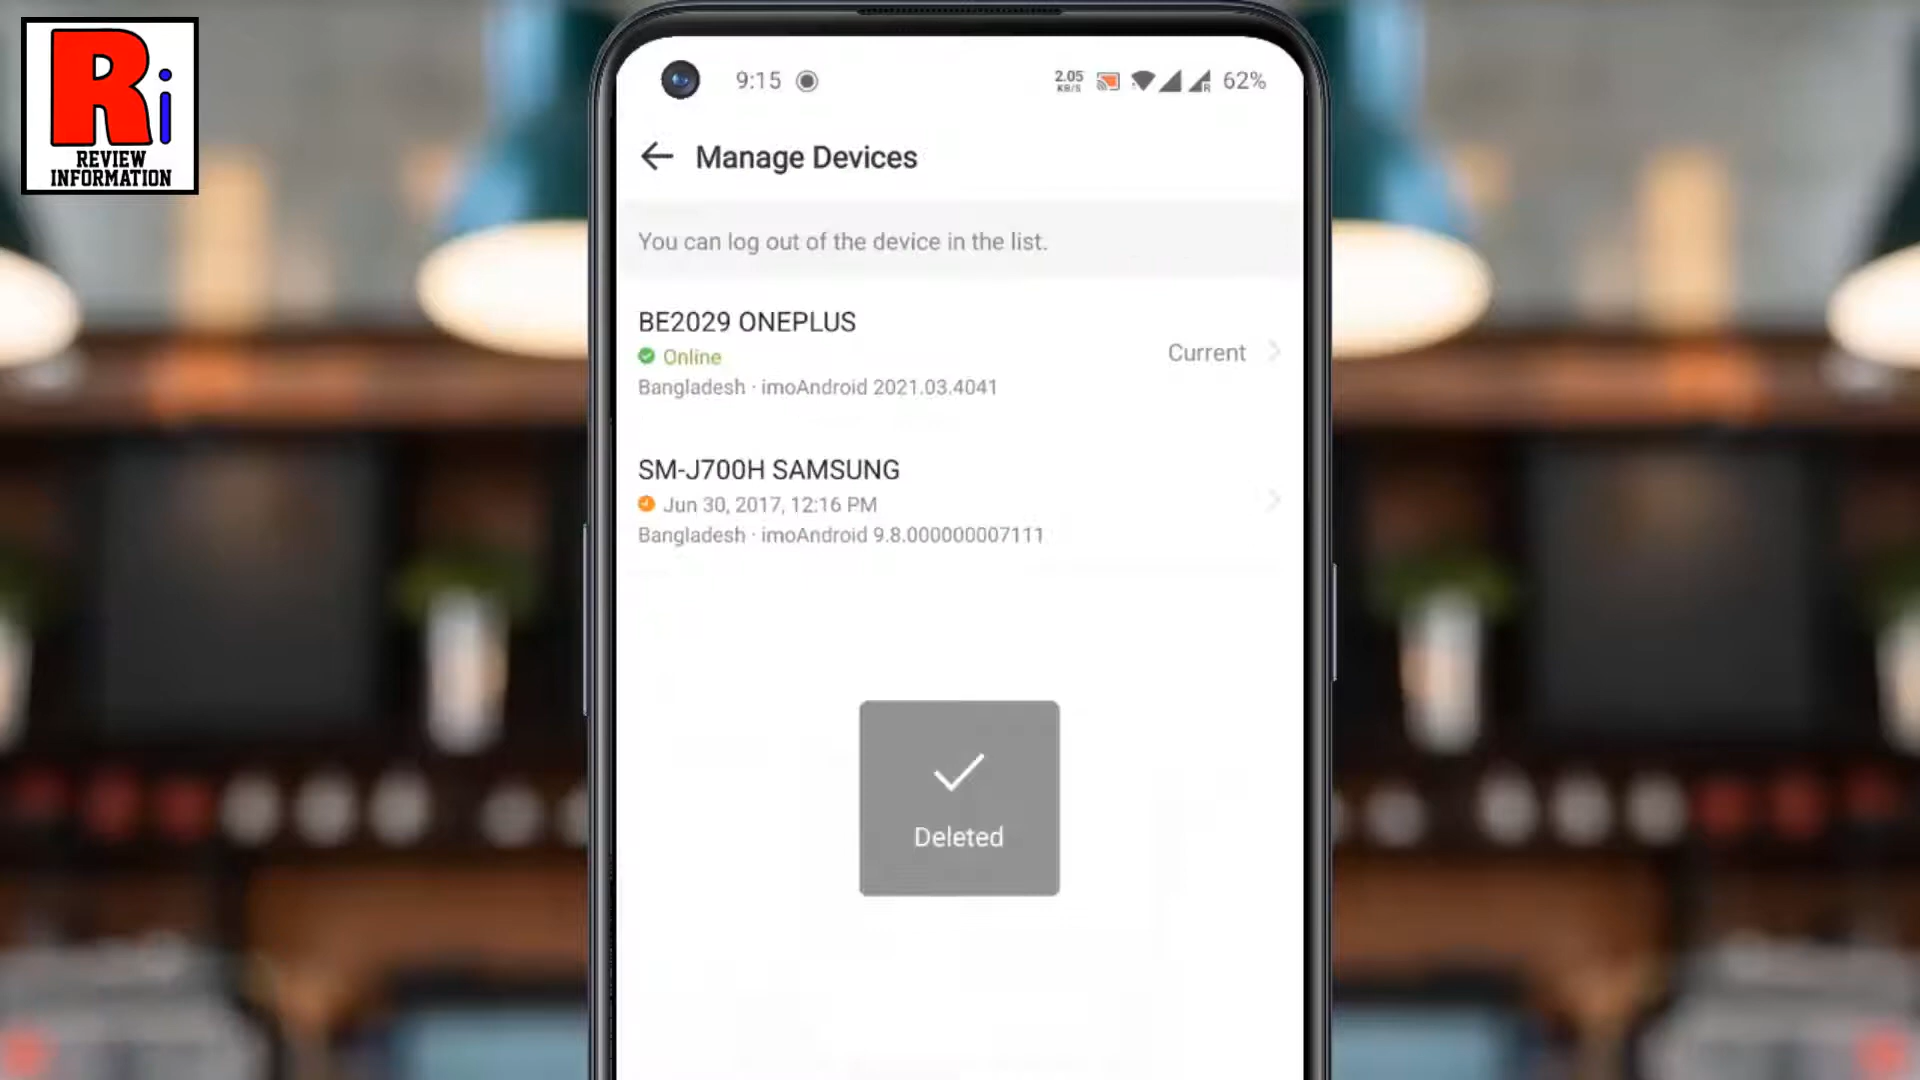 Ri
REVIEW
INFORMATION
9:15
2.05
KB/S
R
62%
Manage Devices
You can log out of the device in the list.
BE2029 ONEPLUS
Online
Current
Bangladesh · imoAndroid 2021.03.4041
SM-J700H SAMSUNG
Jun 30, 2017, 12:16 PM
Bangladesh · imoAndroid 9.8.000000007111
Deleted